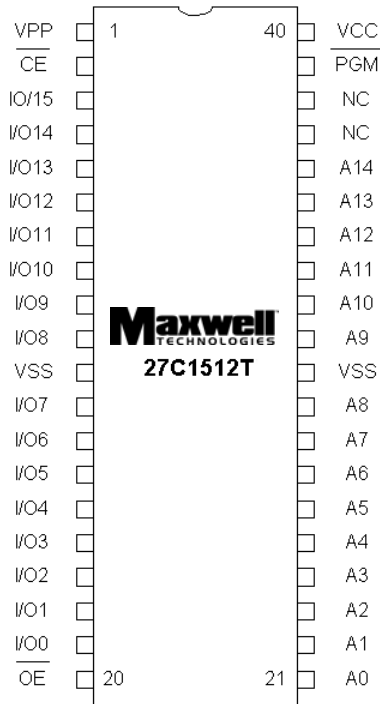 VPP 1 40 VCC
CE PGM
IO/15 NC
I/O14 NC
I/O13 A14
I/O12 A13
I/O11 A12
I/O10 A11
I/O9 A10
I/O8 A9
Maxwell
TECHNOLOGIES
27C1512T
VSS VSS
I/O7 A8
I/O6 A7
I/O5 A6
I/O4 A5
I/O3 A4
I/O2 A3
I/O1 A2
I/O0 A1
OE 20 21 A0